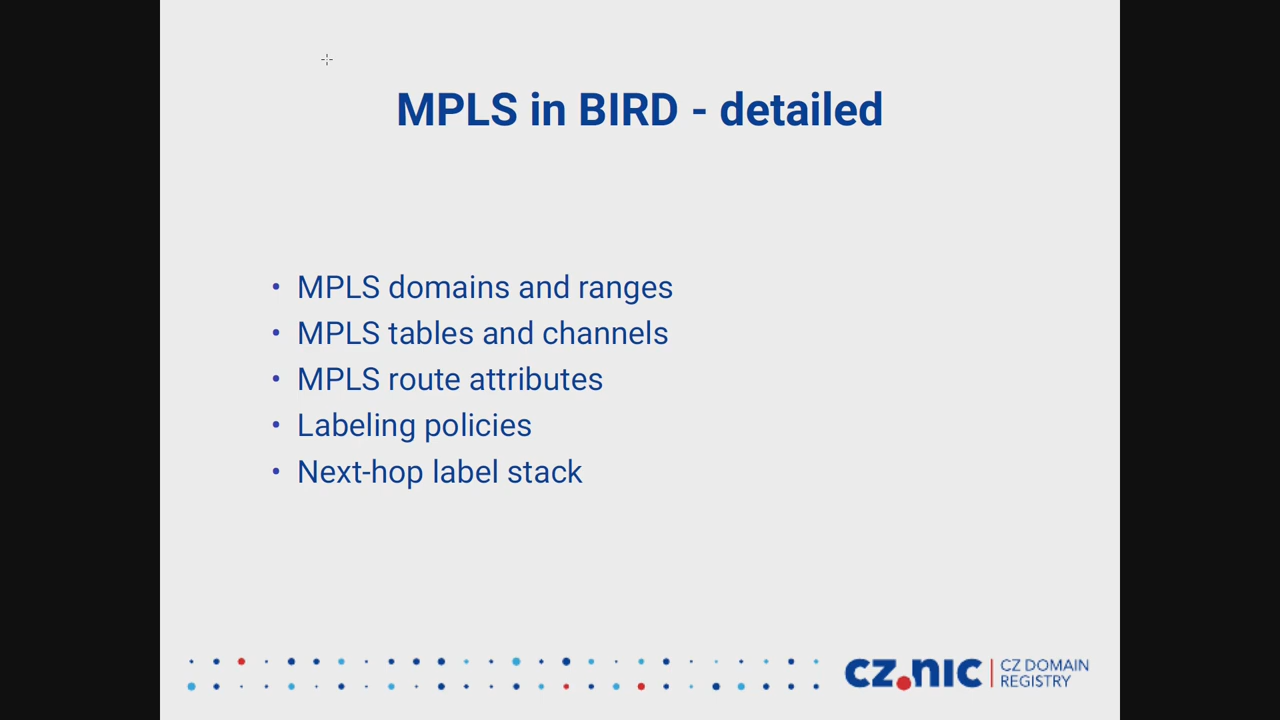 MPLS in BIRD - detailed
• MPLS domains and ranges
• MPLS tables and channels
• MPLS route attributes
• Labeling policies
• Next-hop label stack
cz.nic | CZ DOMAIN
REGISTRY